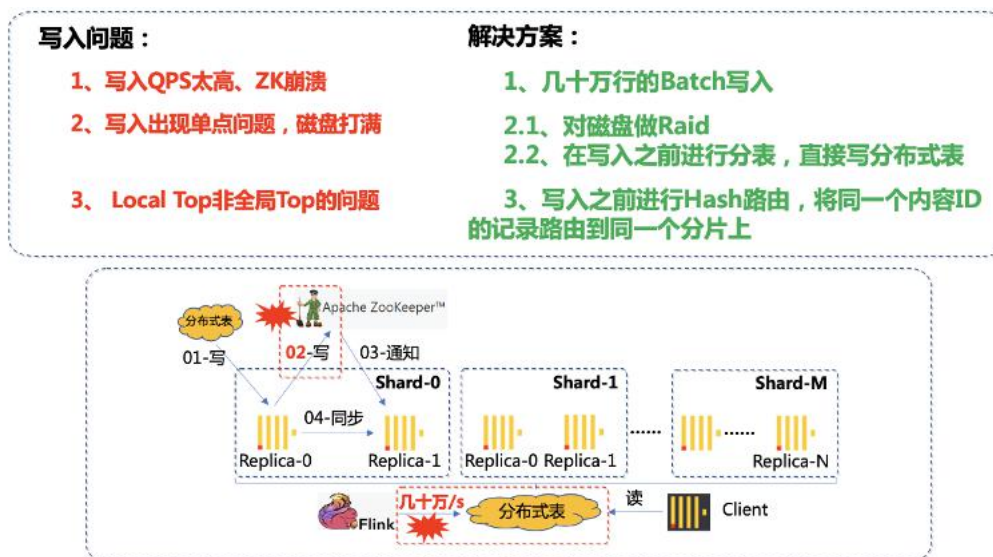 写入问题：
1、写入QPS太高、ZK崩溃
2、写入出现单点问题，磁盘打满
3、 Local Top非全局Top的问题
解决方案：
1、几十万行的Batch写入
2.1、对磁盘做Raid
2.2、在写入之前进行分表，直接写分布式表
3、写入之前进行Hash路由，将同一个内容ID
的记录路由到同一个分片上
分布式表
Apache ZooKeeper™
01-写
02-写
03-通知
Shard-0
Shard-1
Shard-M
04-同步
......
......
Replica-0
Replica-1
Replica-0
Replica-1
Replica-N
Flink
几十万/s
分布式表
读
Client